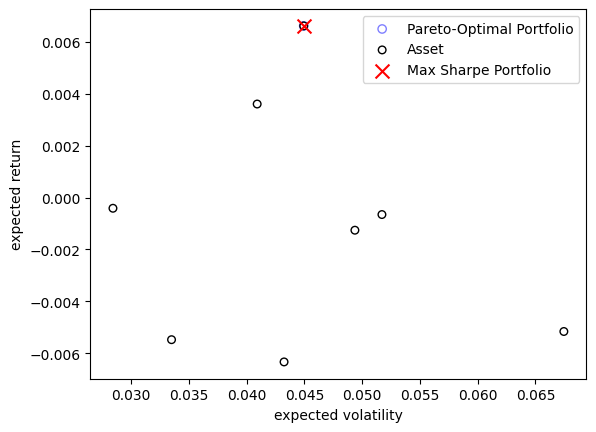 Pareto-Optimal Portfolio
Asset
Max Sharpe Portfolio
expected return
0.006
0.004
0.002
0.000
−0.002
−0.004
−0.006
0.030 0.035 0.040 0.045 0.050 0.055 0.060 0.065
expected volatility